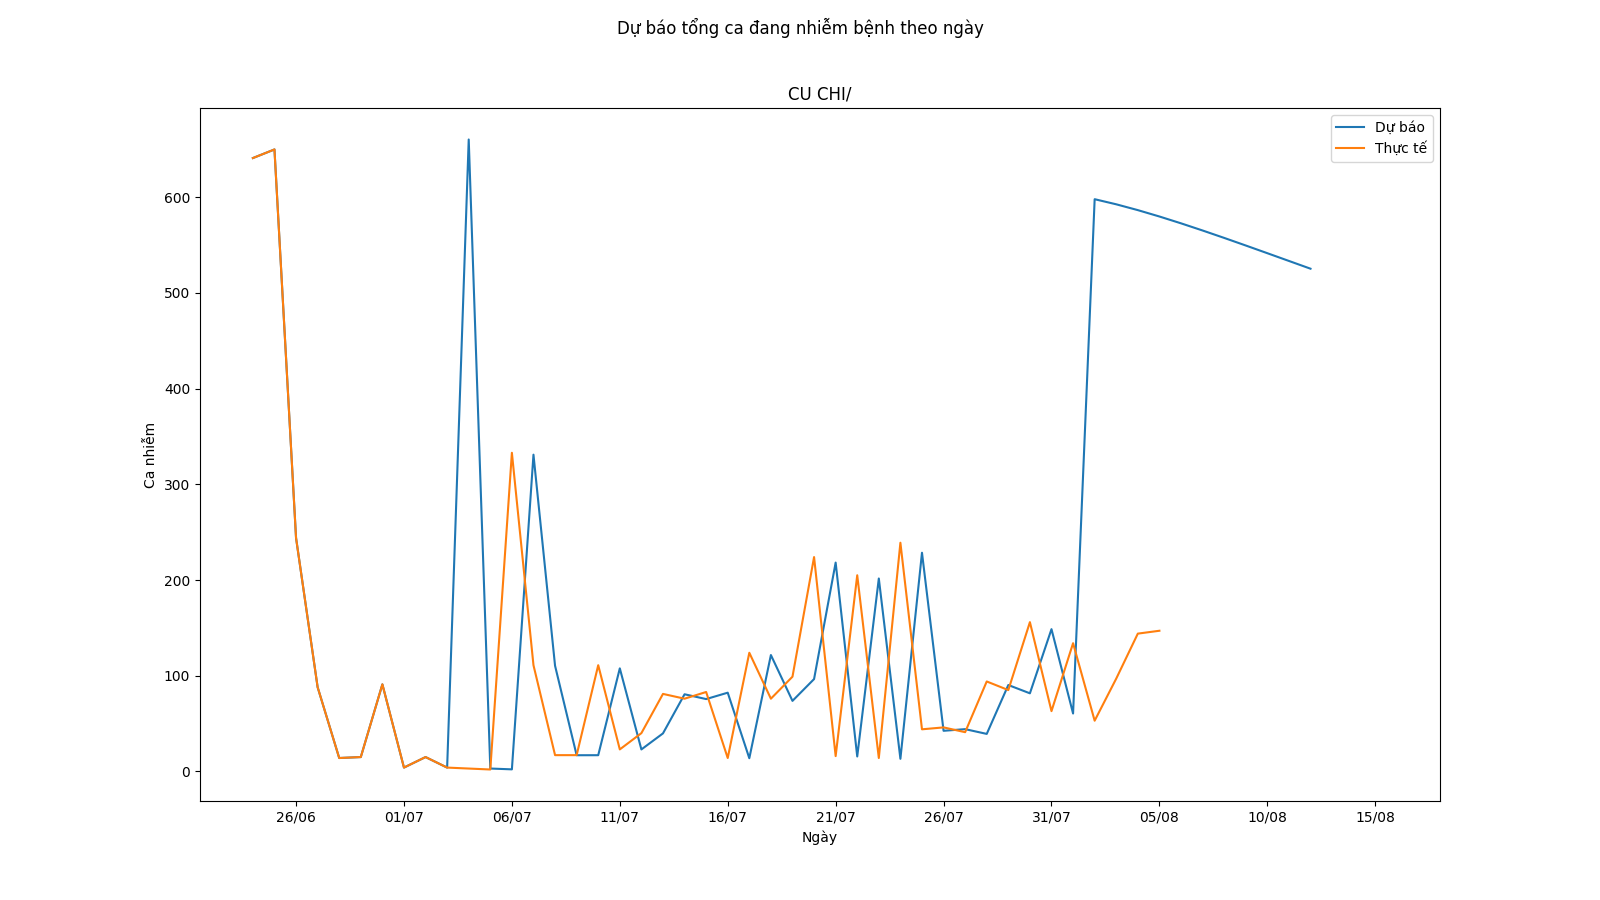 Dự báo tổng ca đang nhiễm bệnh theo ngày
CU CHI/
Dự báo
Thực tế
600
500
400
300
200
100
0
Ca nhiễm
26/06 01/07 06/07 11/07 16/07 21/07 26/07 31/07 05/08 10/08 15/08
Ngày